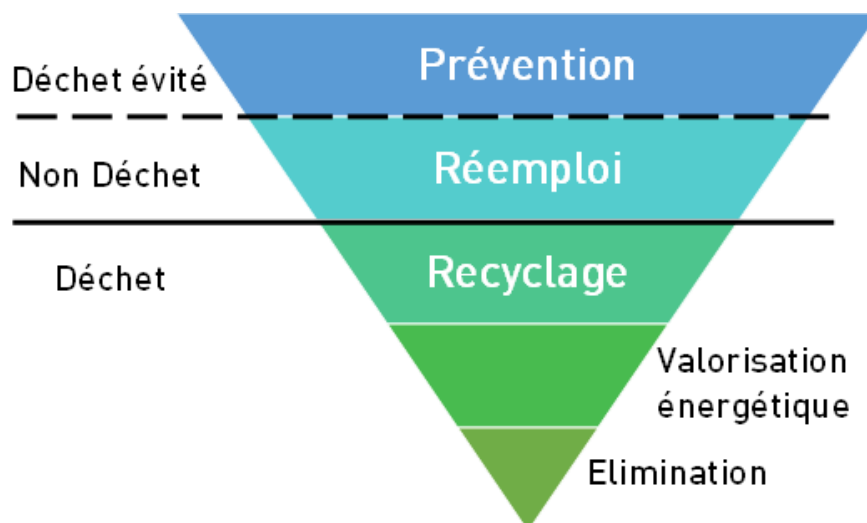 Prévention
Déchet évité
Réemploi
Non Déchet
Recyclage
Déchet
Valorisation
énergétique
Elimination